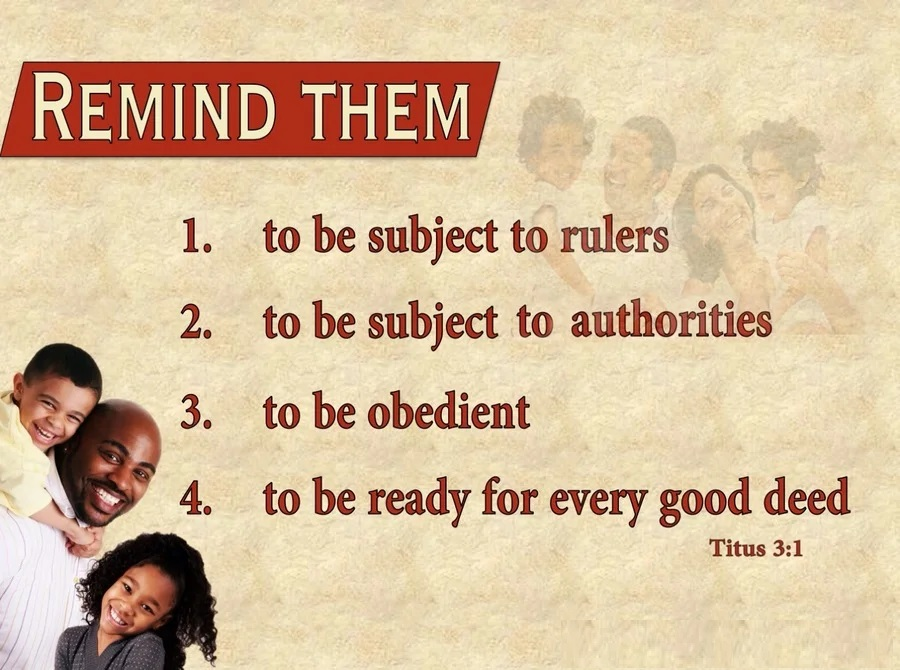 REMIND THEM
1. to be subject to rulers
2. to be subject to authorities
3. to be obedient
4. to be ready for every good deed
Titus 3:1